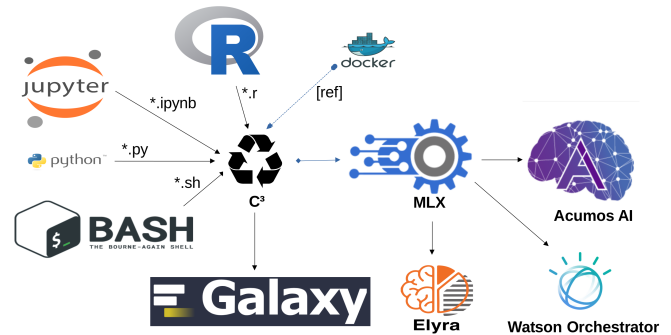 R
docker
jupyter
*.r
[ref]
*.ipynb
*.py
python™
*.sh
C³
MLX
A
Acumos AI
$_
BASH
THE BOURNE-AGAIN SHELL
Galaxy
Elyra
Watson Orchestrator